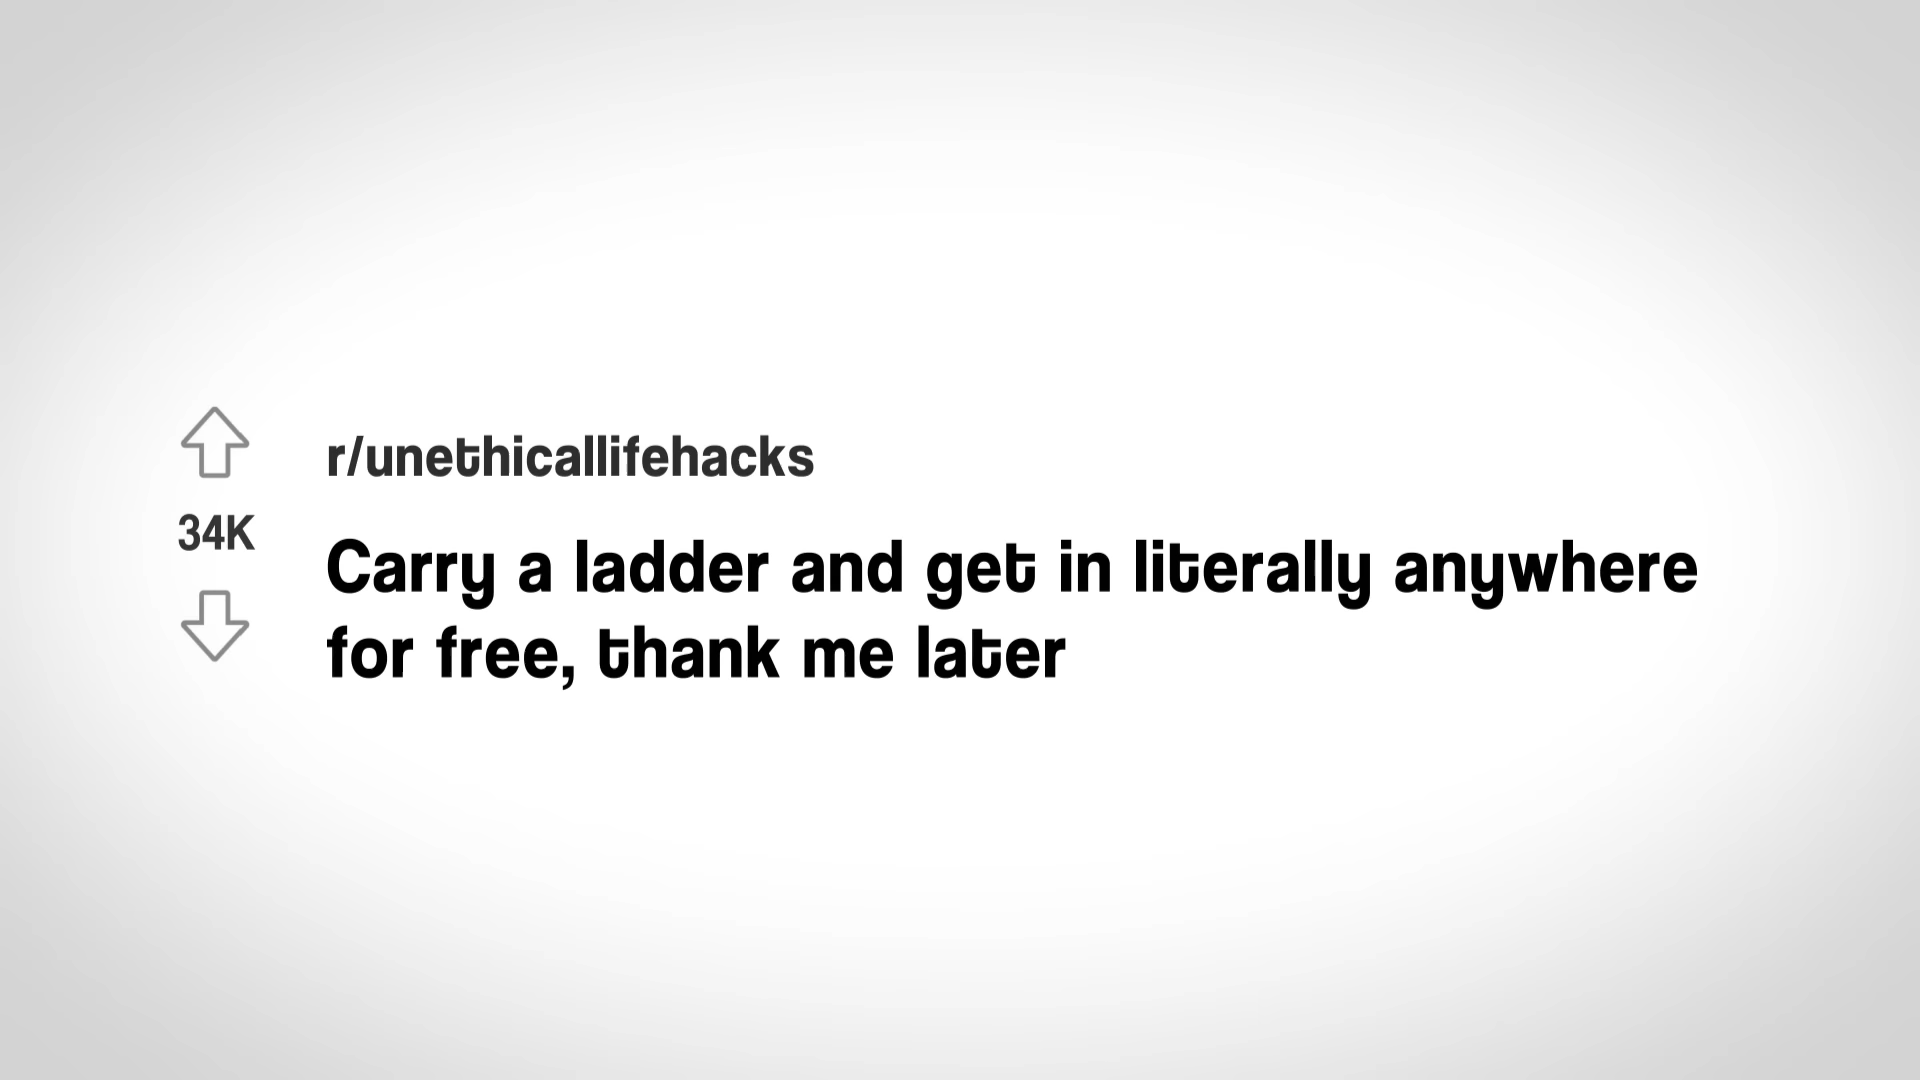 r/unethicallifehacks
34K
Carry a ladder and get in literally anywhere
for free, thank me later